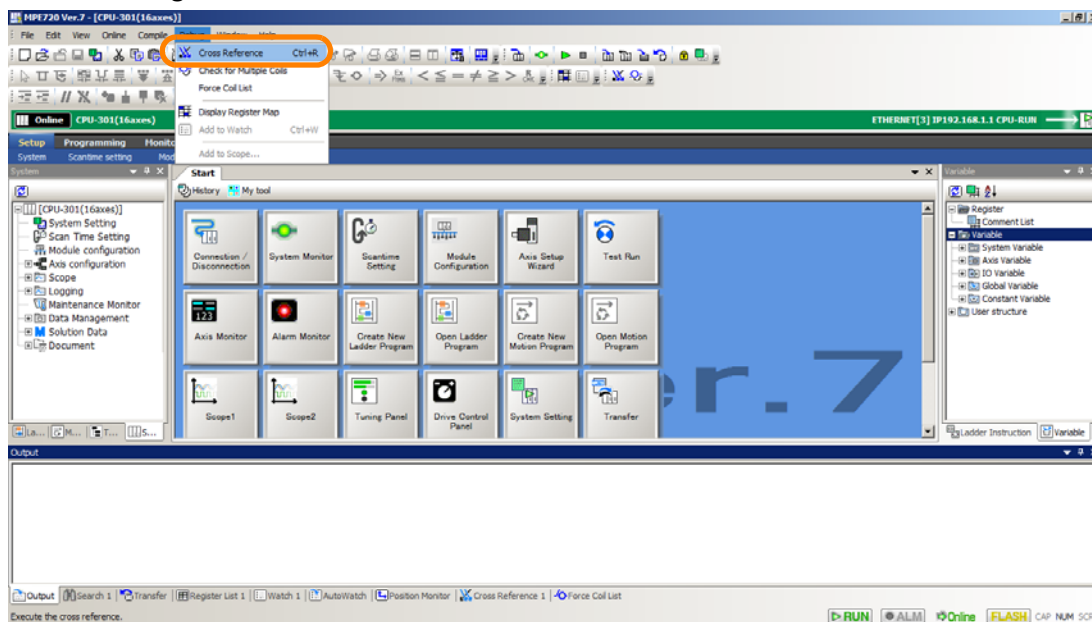 MPE720 Ver.7 - [CPU-301(16axes)]
File Edit View Online Compile Debug Window Help
Cross Reference Ctrl+R
Check for Multiple Coils
Force Coil List
Display Register Map
Add to Watch Ctrl+W
Add to Scope...
Online CPU-301(16axes)
ETHERNET[3] IP192.168.1.1 CPU-RUN
Setup Programming Monito
System Scantime setting Mod
System
Start
Variable
History My tool
[CPU-301(16axes)]
System Setting
Scan Time Setting
Module configuration
Axis configuration
Scope
Logging
Maintenance Monitor
Data Management
Solution Data
Document
Connection / Disconnection
System Monitor
Scantime Setting
Module Configuration
Axis Setup Wizard
Test Run
Axis Monitor
Alarm Monitor
Create New Ladder Program
Open Ladder Program
Create New Motion Program
Open Motion Program
Scope1
Scope2
Tuning Panel
Drive Control Panel
System Setting
Transfer
er.7
Register
Comment List
Variable
System Variable
Axis Variable
IO Variable
Global Variable
Constant Variable
User structure
La... M... T... S...
Ladder Instruction Variable
Output
Output Search 1 Transfer Register List 1 Watch 1 AutoWatch Position Monitor Cross Reference 1 Force Coil List
Execute the cross reference.
RUN ALM Online FLASH CAP NUM SCR